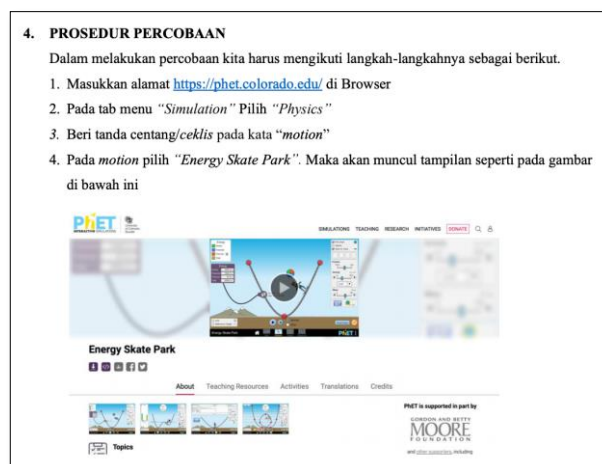 4. PROSEDUR PERCOBAAN
Dalam melakukan percobaan kita harus mengikuti langkah-langkahnya sebagai berikut.
1. Masukkan alamat https://phet.colorado.edu/ di Browser
2. Pada tab menu “Simulation” Pilih “Physics”
3. Beri tanda centang/ceklis pada kata “motion”
4. Pada motion pilih “Energy Skate Park”. Maka akan muncul tampilan seperti pada gambar
di bawah ini
PhET
INTERACTIVE SIMULATIONS
SIMULATIONS TEACHING RESEARCH INITIATIVES DONATE
Energy Skate Park
PhET
Energy Skate Park
About Teaching Resources Activities Translations Credits
PhET is supported in part by
GORDON AND BETTY
MOORE
FOUNDATION
and other supporters, including
Topics